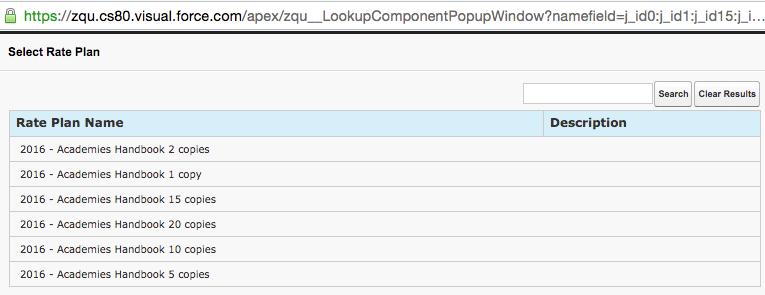 https://zqu.cs80.visual.force.com/apex/zqu__LookupComponentPopupWindow?namefield=j_id0:j_id1:j_id15:j_i...
Select Rate Plan
Search Clear Results
Rate Plan Name Description
2016 - Academies Handbook 2 copies
2016 - Academies Handbook 1 copy
2016 - Academies Handbook 15 copies
2016 - Academies Handbook 20 copies
2016 - Academies Handbook 10 copies
2016 - Academies Handbook 5 copies